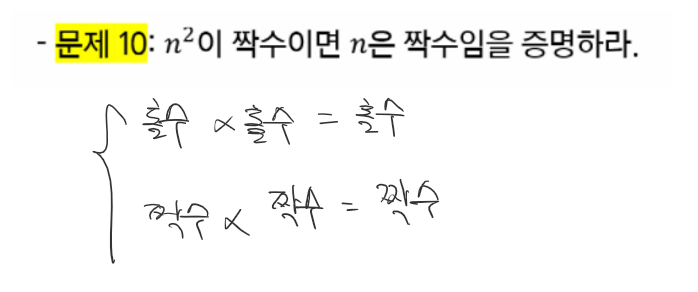 - 문제 10: n²이 짝수이면 n은 짝수임을 증명하라.
홀수 × 홀수 = 홀수
짝수 × 짝수 = 짝수